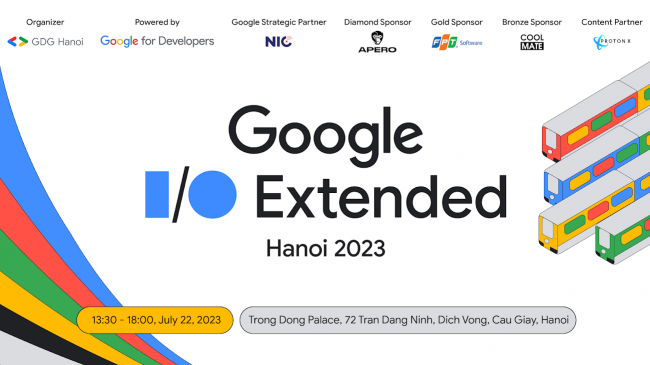 Organizer
GDG Hanoi
Powered by
Google for Developers
Google Strategic Partner
NIC
Diamond Sponsor
APERO
Gold Sponsor
FPT Software
Bronze Sponsor
COOL
MATE
Content Partner
PROTON X
Google
I/O Extended
Hanoi 2023
13:30 - 18:00, July 22, 2023
Trong Dong Palace, 72 Tran Dang Ninh, Dich Vong, Cau Giay, Hanoi